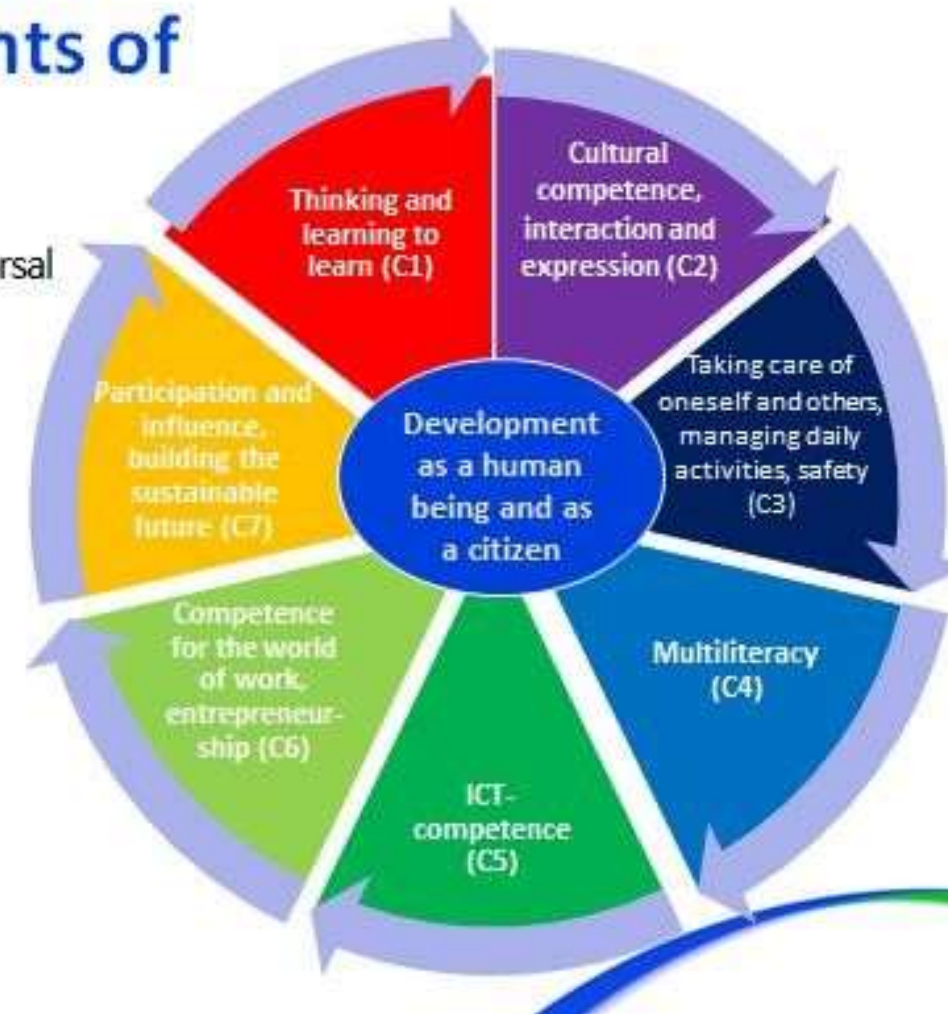 nts of
rsal
Thinking and
learning to
learn (C1)
Cultural
competence,
interaction and
expression (C2)
Taking care of
oneself and others,
managing daily
activities, safety
(C3)
Multiliteracy
(C4)
ICT-
competence
(C5)
Competence
for the world
of work,
entrepreneur-
ship (C6)
Participation and
influence,
building the
sustainable
future (C7)
Development
as a human
being and as
a citizen